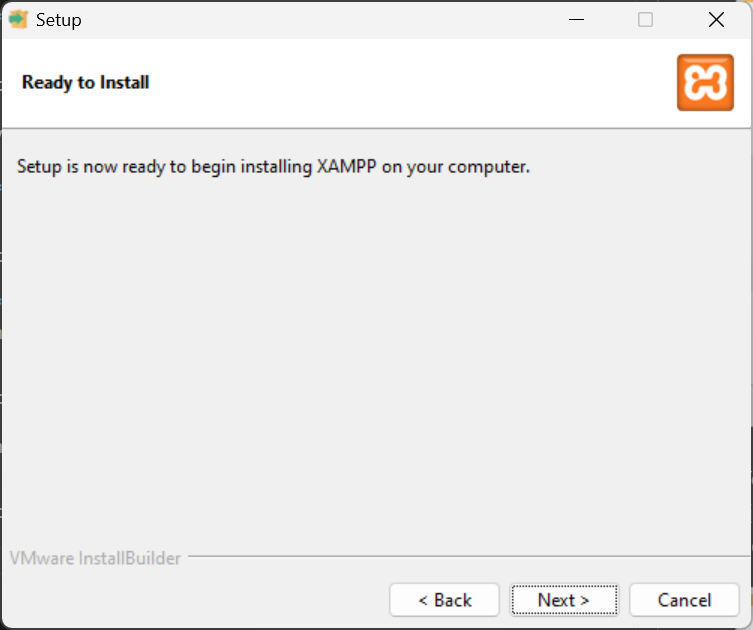 Setup
Ready to Install
Setup is now ready to begin installing XAMPP on your computer.
VMware InstallBuilder
< Back
Next >
Cancel